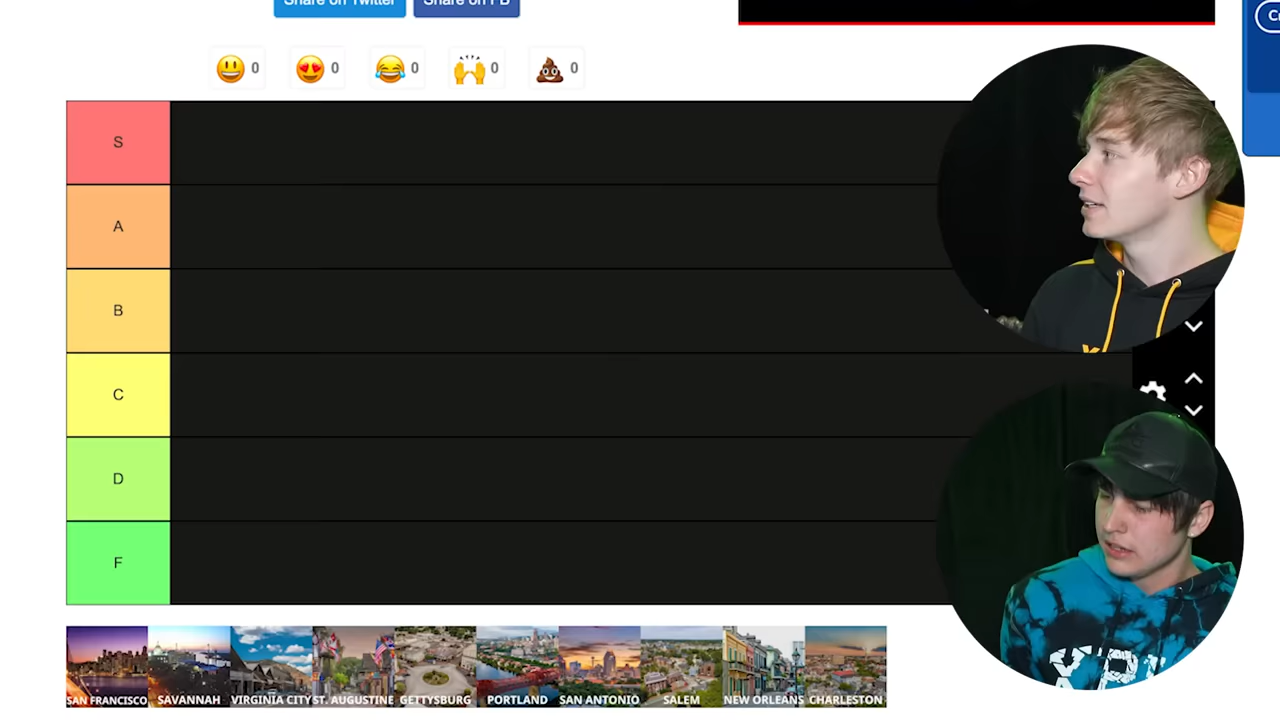 Share on Twitter Share on FB
0 0 0 0 0
S
A
B
C
D
F
SAN FRANCISCO SAVANNAH VIRGINIA CITY ST. AUGUSTINE GETTYSBURG PORTLAND SAN ANTONIO SALEM NEW ORLEANS CHARLESTON